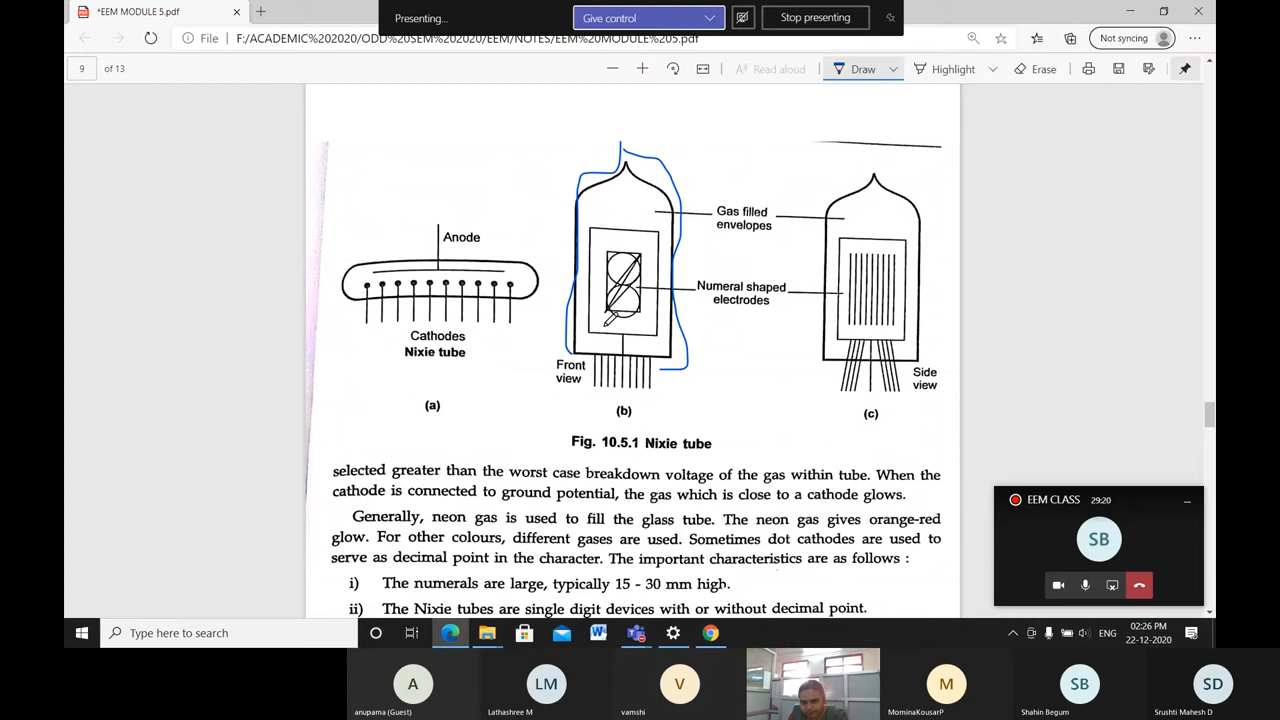 *EEM MODULE 5.pdf
Presenting...
Give control
Stop presenting
File
F:/ACADEMIC%202020/ODD%20SEM%202020/EEM/NOTES/EEM%20MODULE%205.pdf
Not syncing
9 of 13
Read aloud
Draw
Highlight
Erase
Anode
Cathodes
Nixie tube
(a)
Front
view
(b)
Gas filled
envelopes
Numeral shaped
electrodes
Side
view
(c)
Fig. 10.5.1 Nixie tube
selected greater than the worst case breakdown voltage of the gas within tube. When the
cathode is connected to ground potential, the gas which is close to a cathode glows.
Generally, neon gas is used to fill the glass tube. The neon gas gives orange-red
glow. For other colours, different gases are used. Sometimes dot cathodes are used to
serve as decimal point in the character. The important characteristics are as follows :
i) The numerals are large, typically 15 - 30 mm high.
ii) The Nixie tubes are single digit devices with or without decimal point.
EEM CLASS
29:20
SB
Type here to search
ENG
02:26 PM
22-12-2020
A
anupama (Guest)
LM
Lathashree M
V
vamshi
M
MominaKousarP
SB
Shahin Begum
SD
Srushti Mahesh D